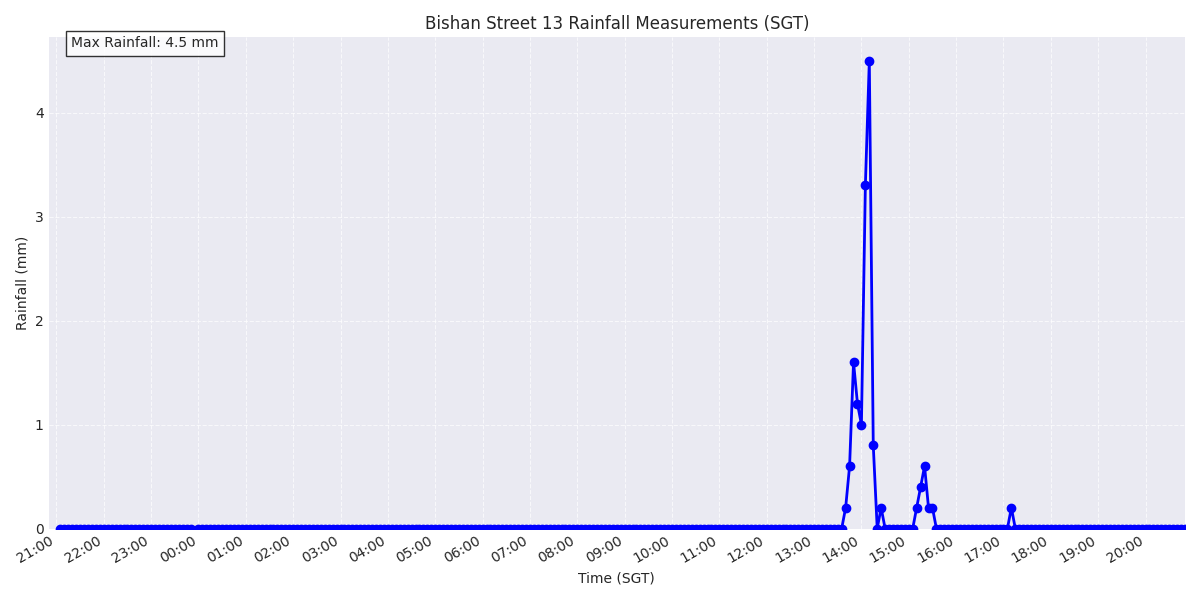 Bishan Street 13 Rainfall Measurements (SGT)
Max Rainfall: 4.5 mm
Rainfall (mm)
4
3
2
1
0
21:00 22:00 23:00 00:00 01:00 02:00 03:00 04:00 05:00 06:00 07:00 08:00 09:00 10:00 11:00 12:00 13:00 14:00 15:00 16:00 17:00 18:00 19:00 20:00
Time (SGT)